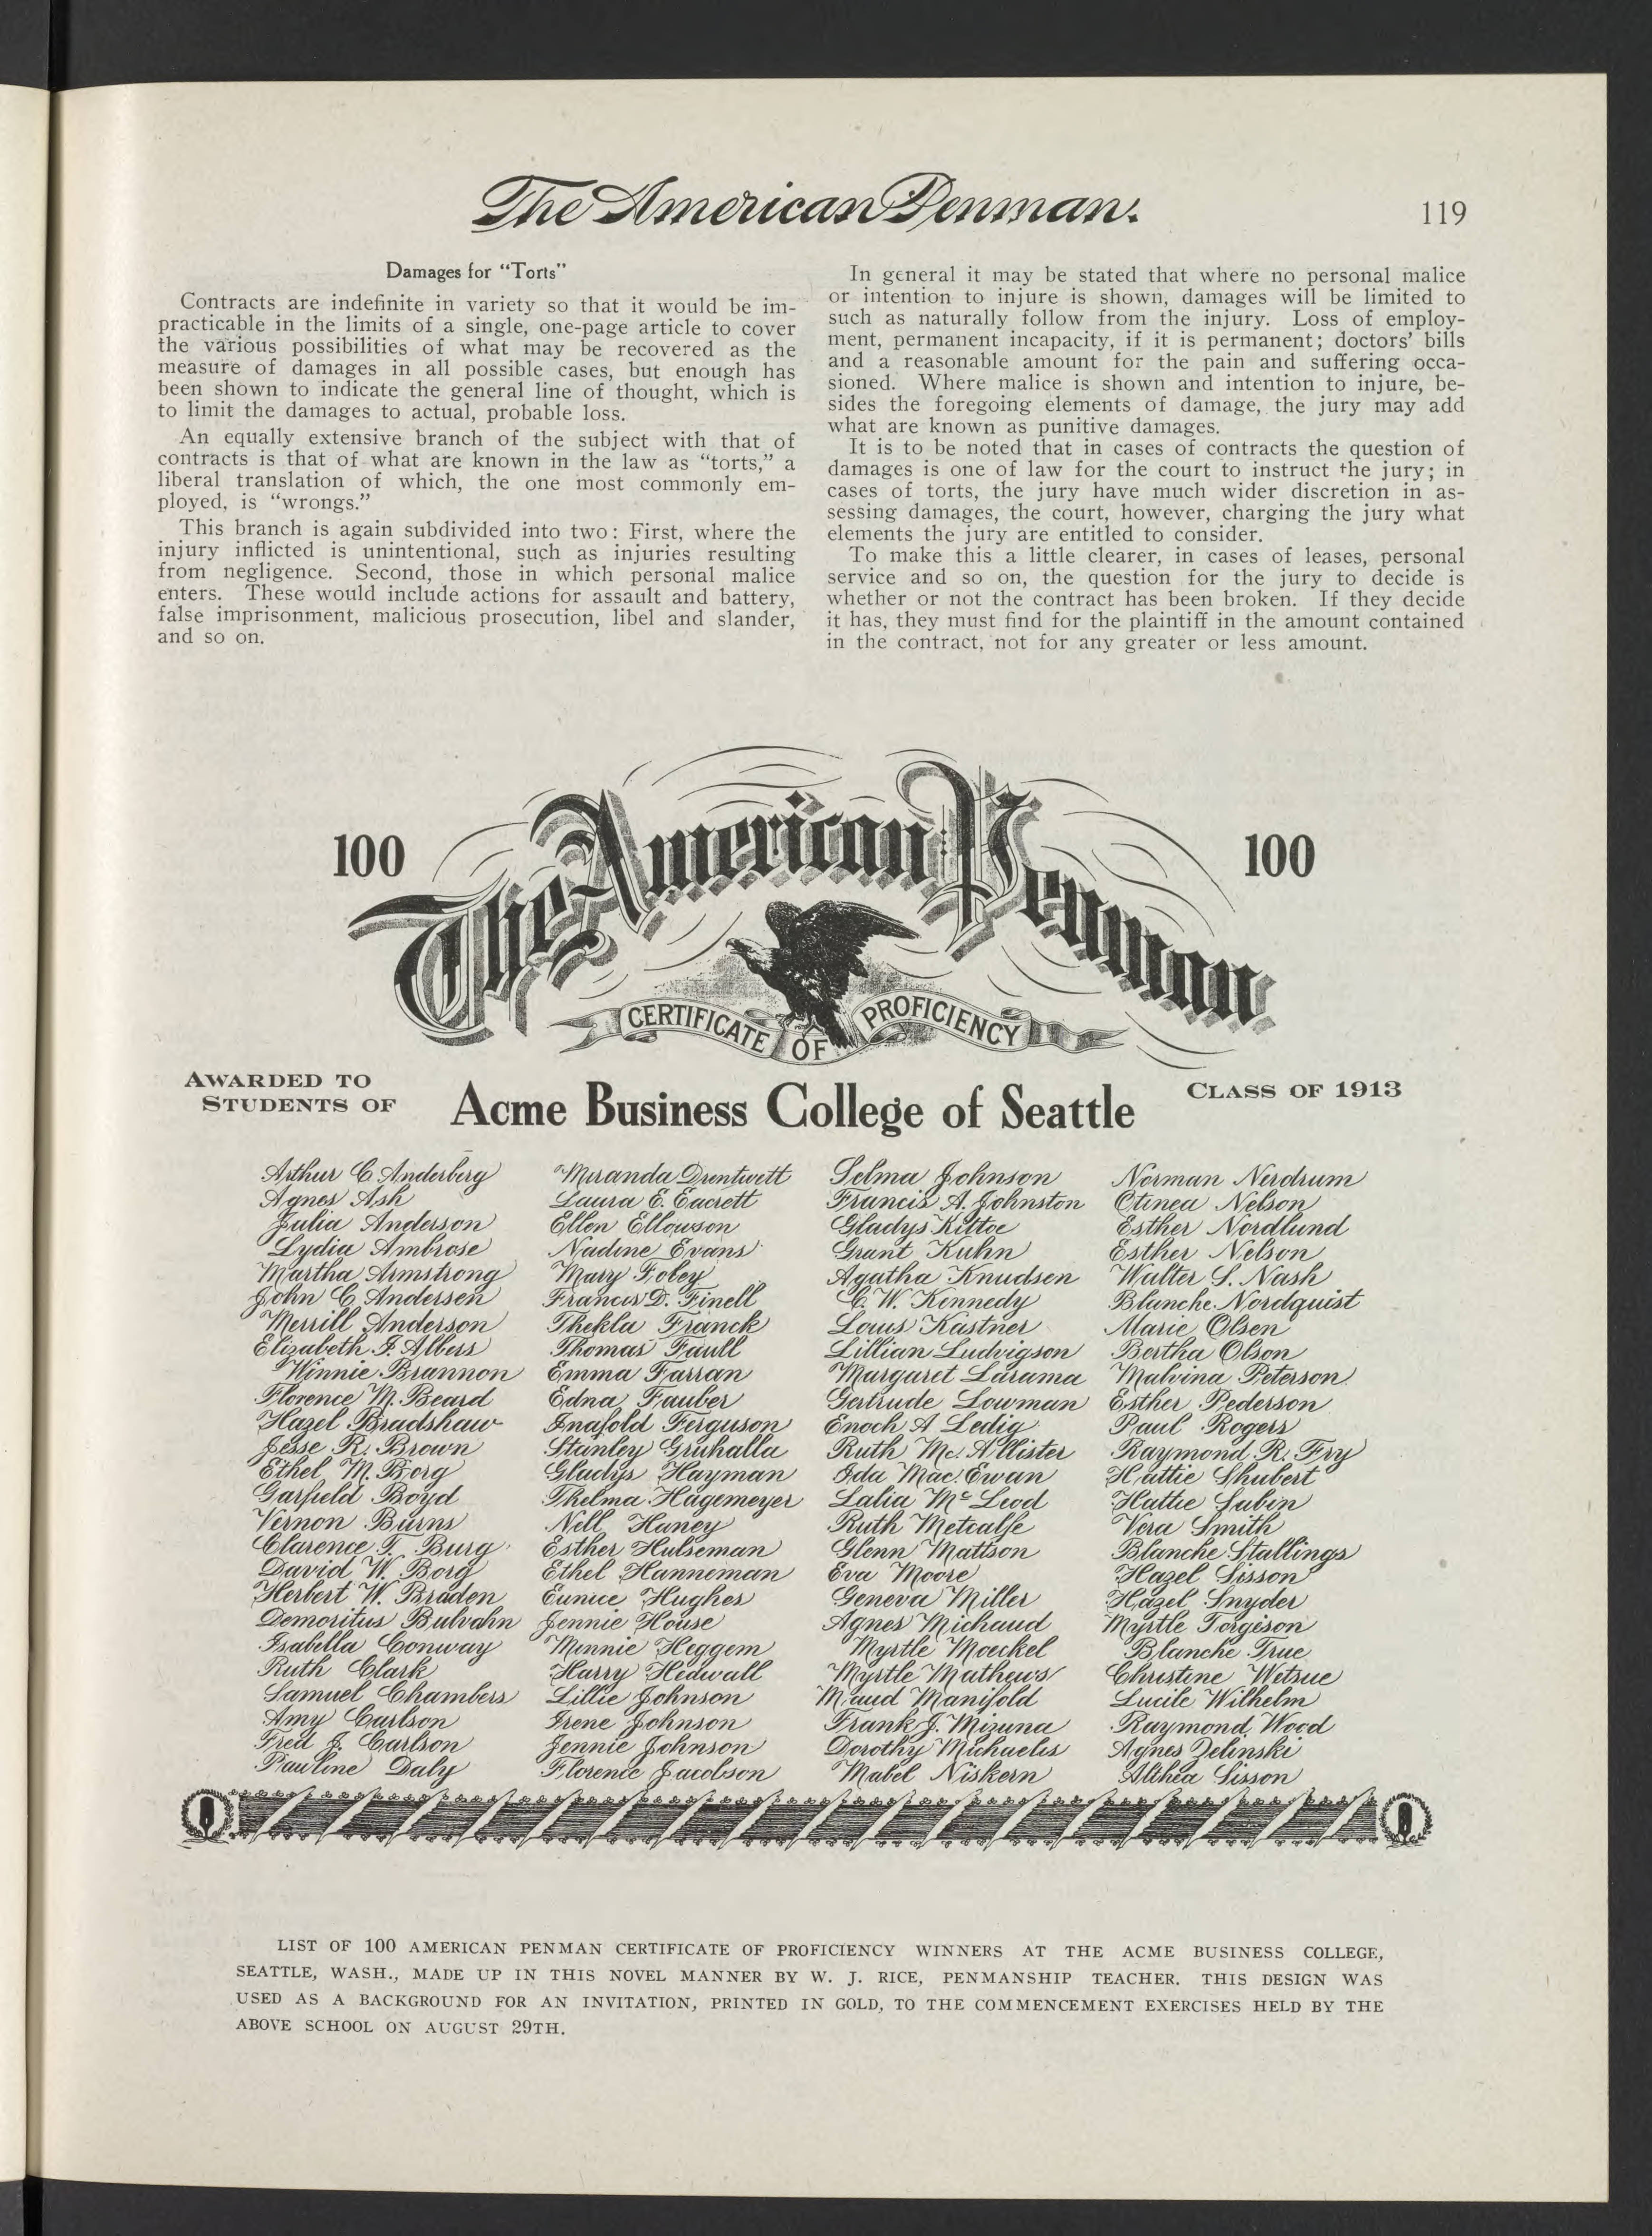 The American Penman.
119
Damages for “Torts”
Contracts are indefinite in variety so that it would be im-
practicable in the limits of a single, one-page article to cover
the various possibilities of what may be recovered as the
measure of damages in all possible cases, but enough has
been shown to indicate the general line of thought, which is
to limit the damages to actual, probable loss.
An equally extensive branch of the subject with that of
contracts is that of what are known in the law as “torts,” a
liberal translation of which, the one most commonly em-
ployed, is “wrongs.”
This branch is again subdivided into two: First, where the
injury inflicted is unintentional, such as injuries resulting
from negligence. Second, those in which personal malice
enters. These would include actions for assault and battery,
false imprisonment, malicious prosecution, libel and slander,
and so on.
In general it may be stated that where no personal malice
or intention to injure is shown, damages will be limited to
such as naturally follow from the injury. Loss of employ-
ment, permanent incapacity, if it is permanent; doctors’ bills
and a reasonable amount for the pain and suffering occa-
sioned. Where malice is shown and intention to injure, be-
sides the foregoing elements of damage, the jury may add
what are known as punitive damages.
It is to be noted that in cases of contracts the question of
damages is one of law for the court to instruct the jury; in
cases of torts, the jury have much wider discretion in as-
sessing damages, the court, however, charging the jury what
elements the jury are entitled to consider.
To make this a little clearer, in cases of leases, personal
service and so on, the question for the jury to decide is
whether or not the contract has been broken. If they decide
it has, they must find for the plaintiff in the amount contained
in the contract, not for any greater or less amount.
100
The American Penman
100
CERTIFICATE OF PROFICIENCY
AWARDED TO
STUDENTS OF
Acme Business College of Seattle
CLASS OF 1913
Arthur C. Anderberg
Agnes Ash
Julia Anderson
Lydia Ambrose
Martha Armstrong
John C Andersen
Merrill Anderson
Elizabeth F. Albers
Winnie Brannon
Florence M. Beard
Hazel Bradshaw
Jesse R. Brown
Ethel M. Borg
Garfield Boyd
Vernon Burns
Clarence T. Burg
David W. Borg
Herbert W. Braden
Demoritus Bulvahn
Isabella Conway
Ruth Clark
Samuel Chambers
Amy Carlson
Fred J. Carlson
Pauline Daly
Miranda Drentwett
Laura E. Eacrett
Ellen Ellowson
Nadine Evans
Mary Foley
Francis D. Finell
Thekla Franck
Thomas Faull
Emma Farran
Edna Fauber
Inafold Ferguson
Stanley Gruhalla
Gladys Hayman
Thelma Hagemeyer
Nell Haney
Esther Hulseman
Ethel Hanneman
Eunice Hughes
Jennie House
Minnie Heggem
Harry Hedwall
Lillie Johnson
Irene Johnson
Jennie Johnson
Florence Jacobson
Selma Johnson
Francis A. Johnston
Gladys Kittoe
Grant Kuhn
Agatha Knudsen
C. W. Kennedy
Louis Kastner
Lillian Ludvigson
Margaret Larama
Gertrude Lowman
Enoch A Ledig
Ruth Mc. Allister
Ida Mac. Ewan
Lalia Mc Leod
Ruth Metcalfe
Glenn Mattson
Eva Moore
Geneva Miller
Agnes Michaud
Myrtle Moeckel
Myrtle Mathews
Maud Manifold
Frank J. Mizuna
Dorothy Michaelis
Mabel Niskern
Norman Nerdrum
Otinea Nelson
Esther Nordlund
Esther Nelson
Walter S. Nash
Blanche Nordquist
Marie Olsen
Bertha Olson
Malvina Peterson
Esther Pederson
Paul Rogers
Raymond R. Fry
Hattie Shubert
Hattie Sabin
Vera Smith
Blanche Stallings
Hazel Sisson
Hazel Snyder
Myrtle Torgison
Blanche True
Christine Wetsue
Lucile Wilhelm
Raymond Wood
Agnes Zelinski
Althea Sisson
LIST OF 100 AMERICAN PENMAN CERTIFICATE OF PROFICIENCY WINNERS AT THE ACME BUSINESS COLLEGE,
SEATTLE, WASH., MADE UP IN THIS NOVEL MANNER BY W. J. RICE, PENMANSHIP TEACHER. THIS DESIGN WAS
USED AS A BACKGROUND FOR AN INVITATION, PRINTED IN GOLD, TO THE COMMENCEMENT EXERCISES HELD BY THE
ABOVE SCHOOL ON AUGUST 29TH.